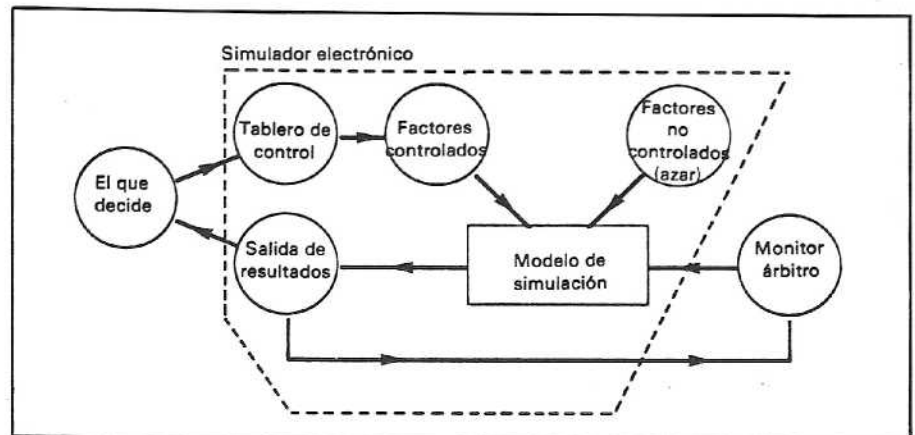 Simulador electrónico
Tablero de
control
Factores
controlados
Factores
no
controlados
(azar)
El que
decide
Salida de
resultados
Modelo de
simulación
Monitor
árbitro